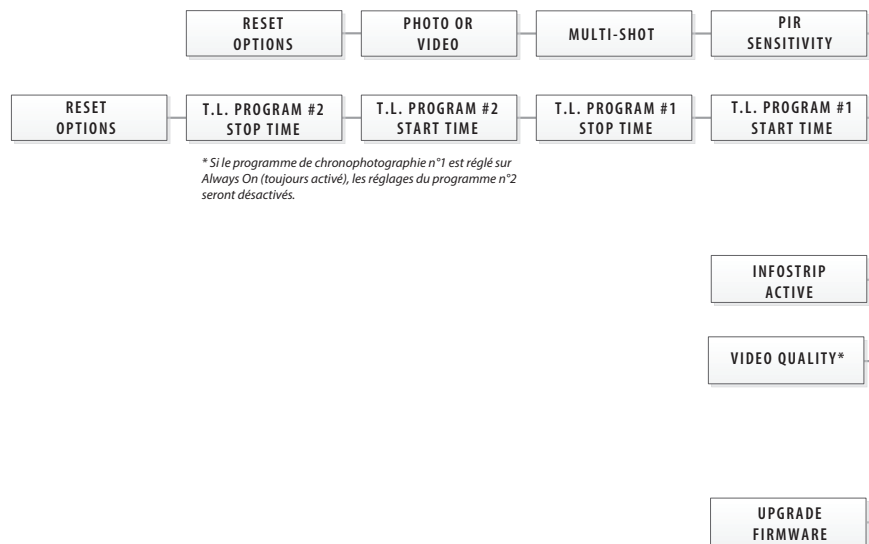 RESET
OPTIONS
PHOTO OR
VIDEO
MULTI-SHOT
PIR
SENSITIVITY
RESET
OPTIONS
T.L. PROGRAM #2
STOP TIME
T.L. PROGRAM #2
START TIME
T.L. PROGRAM #1
STOP TIME
T.L. PROGRAM #1
START TIME
* Si le programme de chronophotographie n°1 est réglé sur
Always On (toujours activé), les réglages du programme n°2
seront désactivés.
INFOSTRIP
ACTIVE
VIDEO QUALITY*
UPGRADE
FIRMWARE